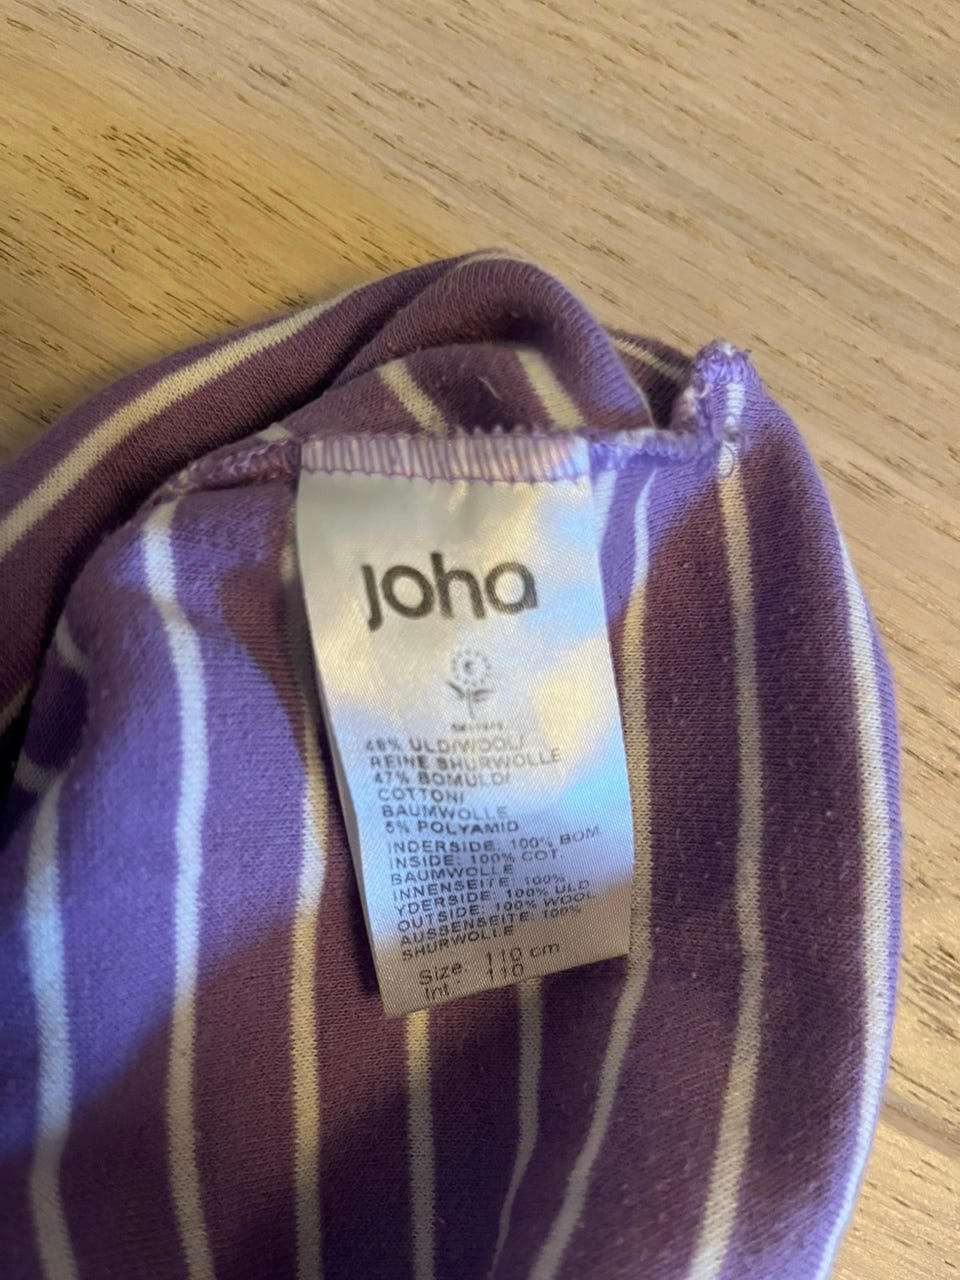 joha
48% ULD/WOOL/
REINE SHURWOLLE
47% BOMULD/
COTTON/
BAUMWOLLE
5% POLYAMID
INDERSIDE: 100% BOM.
INSIDE: 100% COT.
BAUMWOLLE
INNENSEITE: 100%
YDERSIDE: 100% ULD
OUTSIDE: 100% WOOL
AUSSENSEITE: 100%
SHURWOLLE
Size: 110 cm
Int.: 110